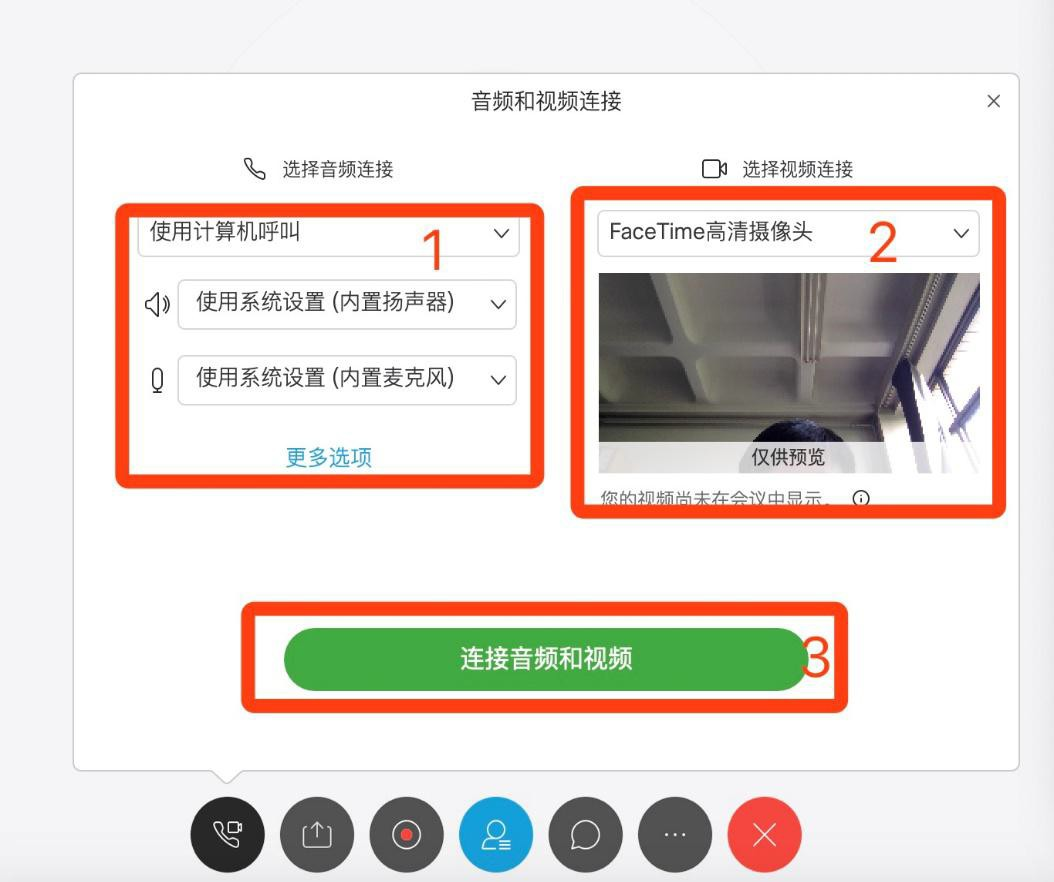 音频和视频连接
选择音频连接
使用计算机呼叫
1
使用系统设置 (内置扬声器)
使用系统设置 (内置麦克风)
更多选项
选择视频连接
FaceTime高清摄像头
2
仅供预览
您的视频尚未在会议中显示。
连接音频和视频
3